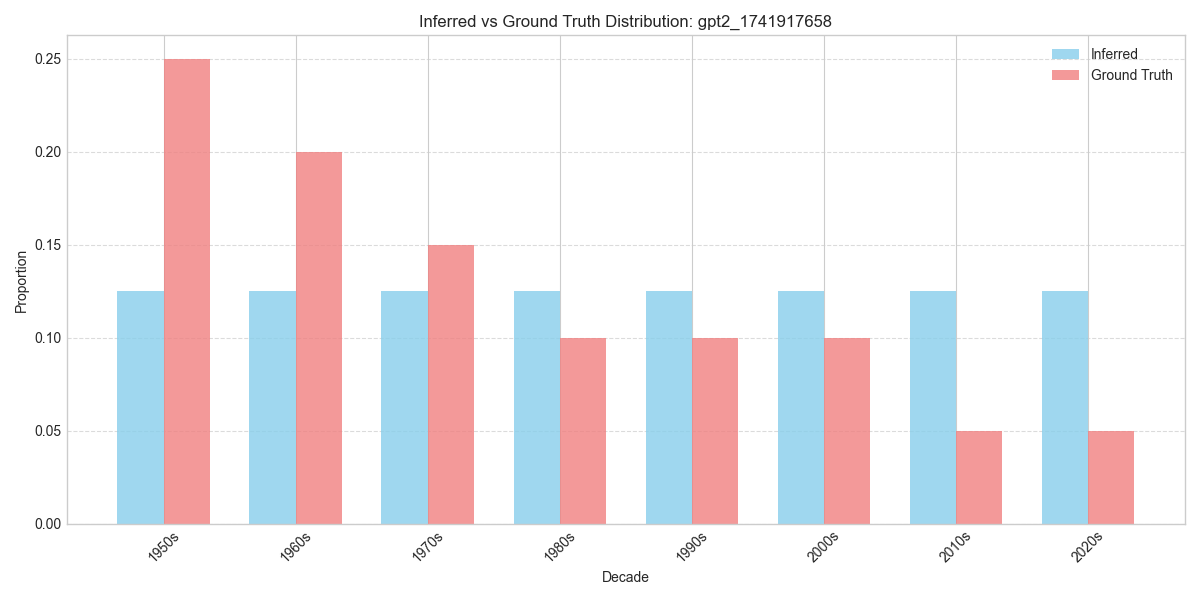 Inferred vs Ground Truth Distribution: gpt2_1741917658
Inferred
Ground Truth
Proportion
0.25
0.20
0.15
0.10
0.05
0.00
1950s
1960s
1970s
1980s
1990s
2000s
2010s
2020s
Decade